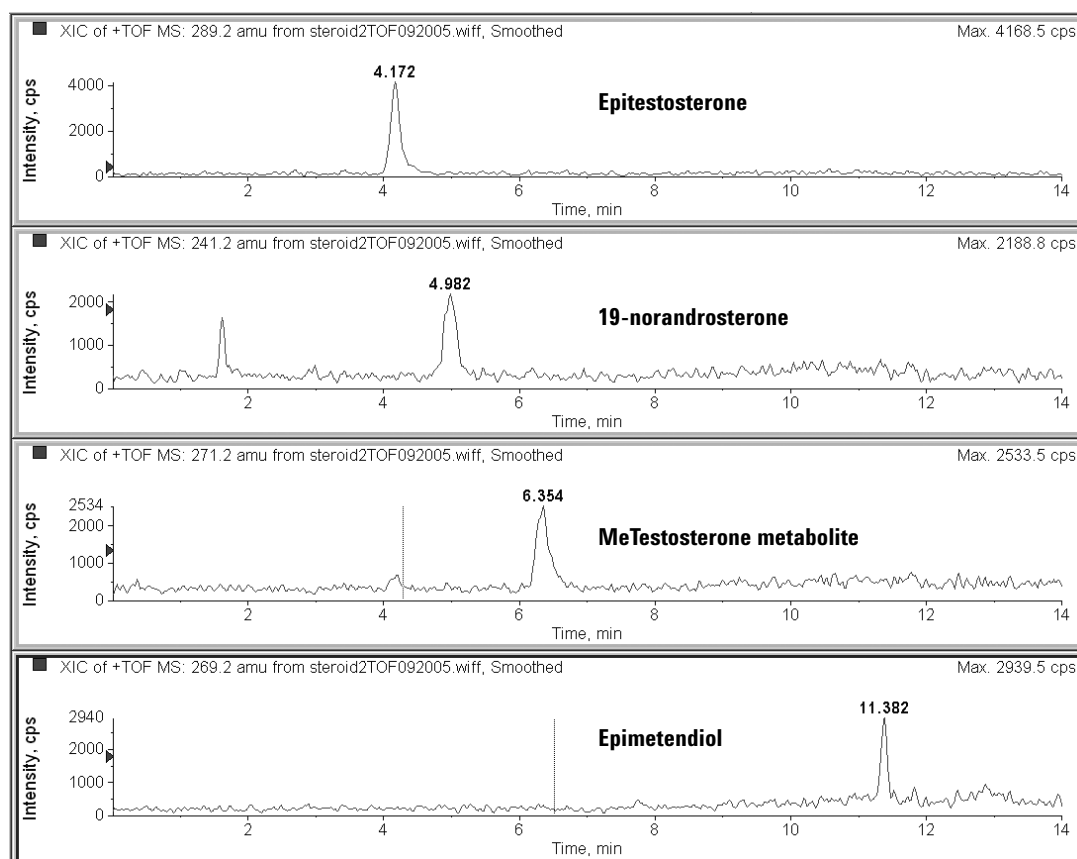 XIC of +TOF MS: 289.2 amu from steroid2TOF092005.wiff, Smoothed Max. 4168.5 cps
4.172
Epitestosterone
Intensity, cps
4000
2000
0
2 4 6 8 10 12 14
Time, min
XIC of +TOF MS: 241.2 amu from steroid2TOF092005.wiff, Smoothed Max. 2188.8 cps
4.982
19-norandrosterone
Intensity, cps
2000
1000
0
2 4 6 8 10 12 14
Time, min
XIC of +TOF MS: 271.2 amu from steroid2TOF092005.wiff, Smoothed Max. 2533.5 cps
6.354
MeTestosterone metabolite
Intensity, cps
2534
2000
1000
0
2 4 6 8 10 12 14
Time, min
XIC of +TOF MS: 269.2 amu from steroid2TOF092005.wiff, Smoothed Max. 2939.5 cps
11.382
Epimetendiol
Intensity, cps
2940
2000
1000
0
2 4 6 8 10 12 14
Time, min